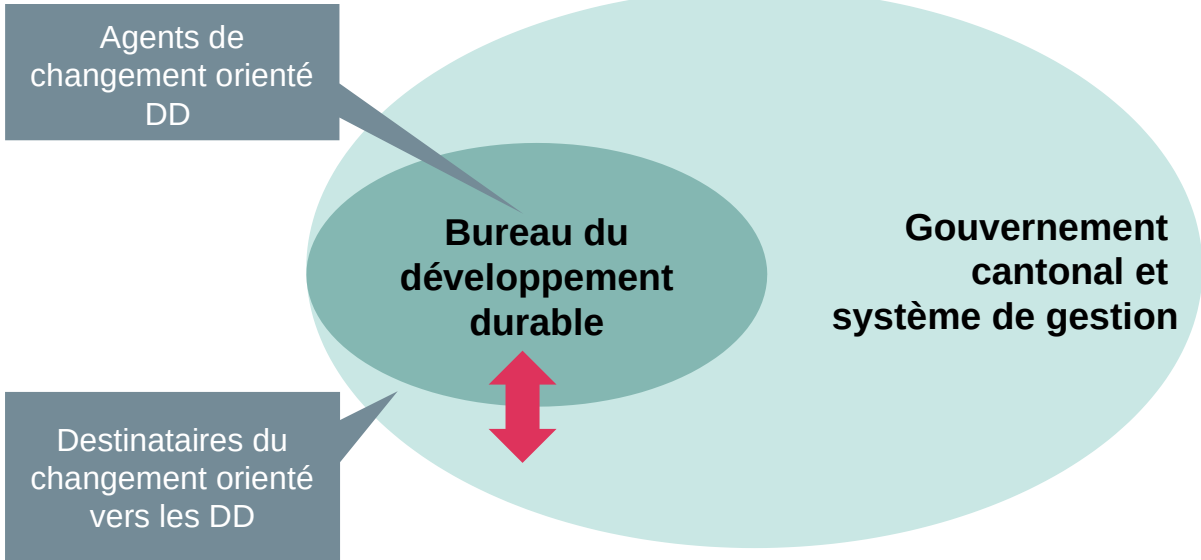 Agents de
changement orienté
DD
Bureau du
développement
durable
Gouvernement
cantonal et
système de gestion
Destinataires du
changement orienté
vers les DD